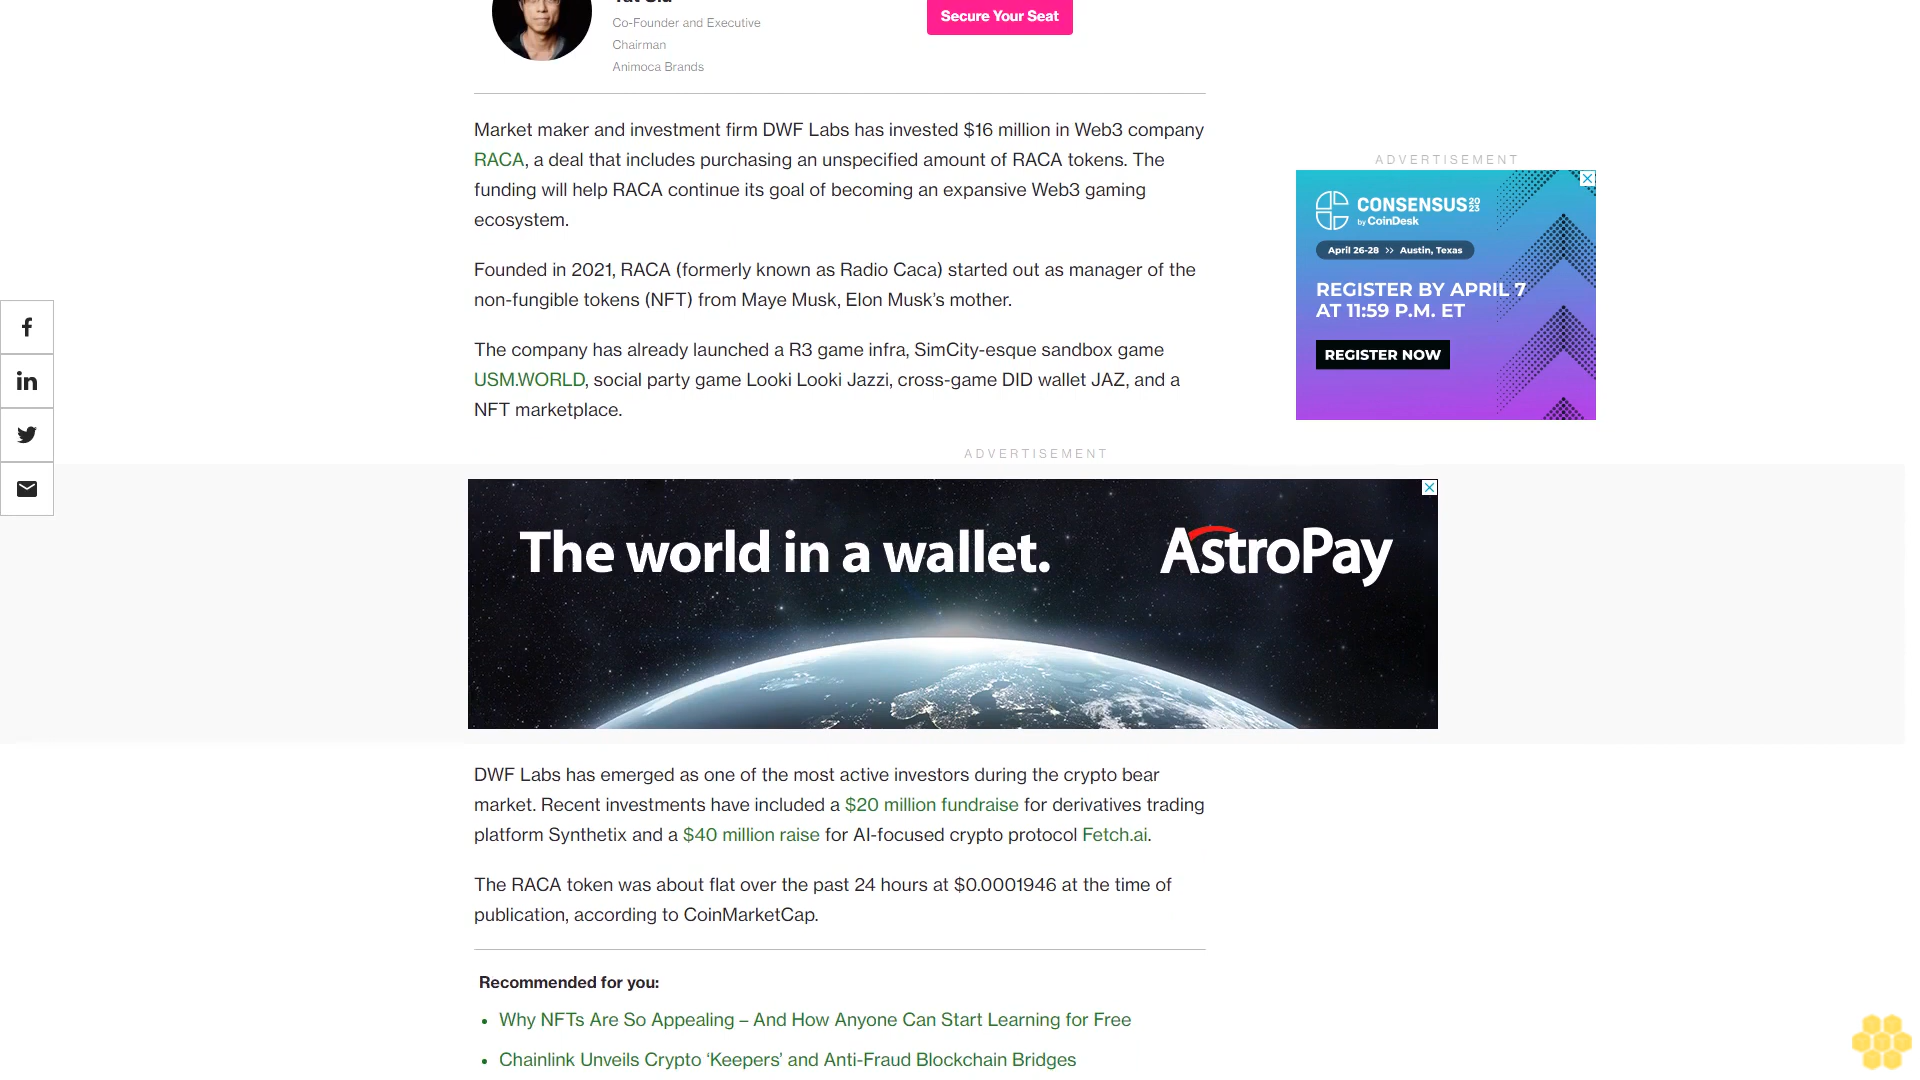 Co-Founder and Executive
Chairman
Animoca Brands
Secure Your Seat
Market maker and investment firm DWF Labs has invested $16 million in Web3 company
RACA, a deal that includes purchasing an unspecified amount of RACA tokens. The
funding will help RACA continue its goal of becoming an expansive Web3 gaming
ecosystem.
Founded in 2021, RACA (formerly known as Radio Caca) started out as manager of the
non-fungible tokens (NFT) from Maye Musk, Elon Musk’s mother.
The company has already launched a R3 game infra, SimCity-esque sandbox game
USM.WORLD, social party game Looki Looki Jazzi, cross-game DID wallet JAZ, and a
NFT marketplace.
ADVERTISEMENT
CONSENSUS 2023
by CoinDesk
April 26-28 >> Austin, Texas
REGISTER BY APRIL 7
AT 11:59 P.M. ET
REGISTER NOW
ADVERTISEMENT
The world in a wallet.
AstroPay
DWF Labs has emerged as one of the most active investors during the crypto bear
market. Recent investments have included a $20 million fundraise for derivatives trading
platform Synthetix and a $40 million raise for AI-focused crypto protocol Fetch.ai.
The RACA token was about flat over the past 24 hours at $0.0001946 at the time of
publication, according to CoinMarketCap.
Recommended for you:
• Why NFTs Are So Appealing – And How Anyone Can Start Learning for Free
• Chainlink Unveils Crypto ‘Keepers’ and Anti-Fraud Blockchain Bridges